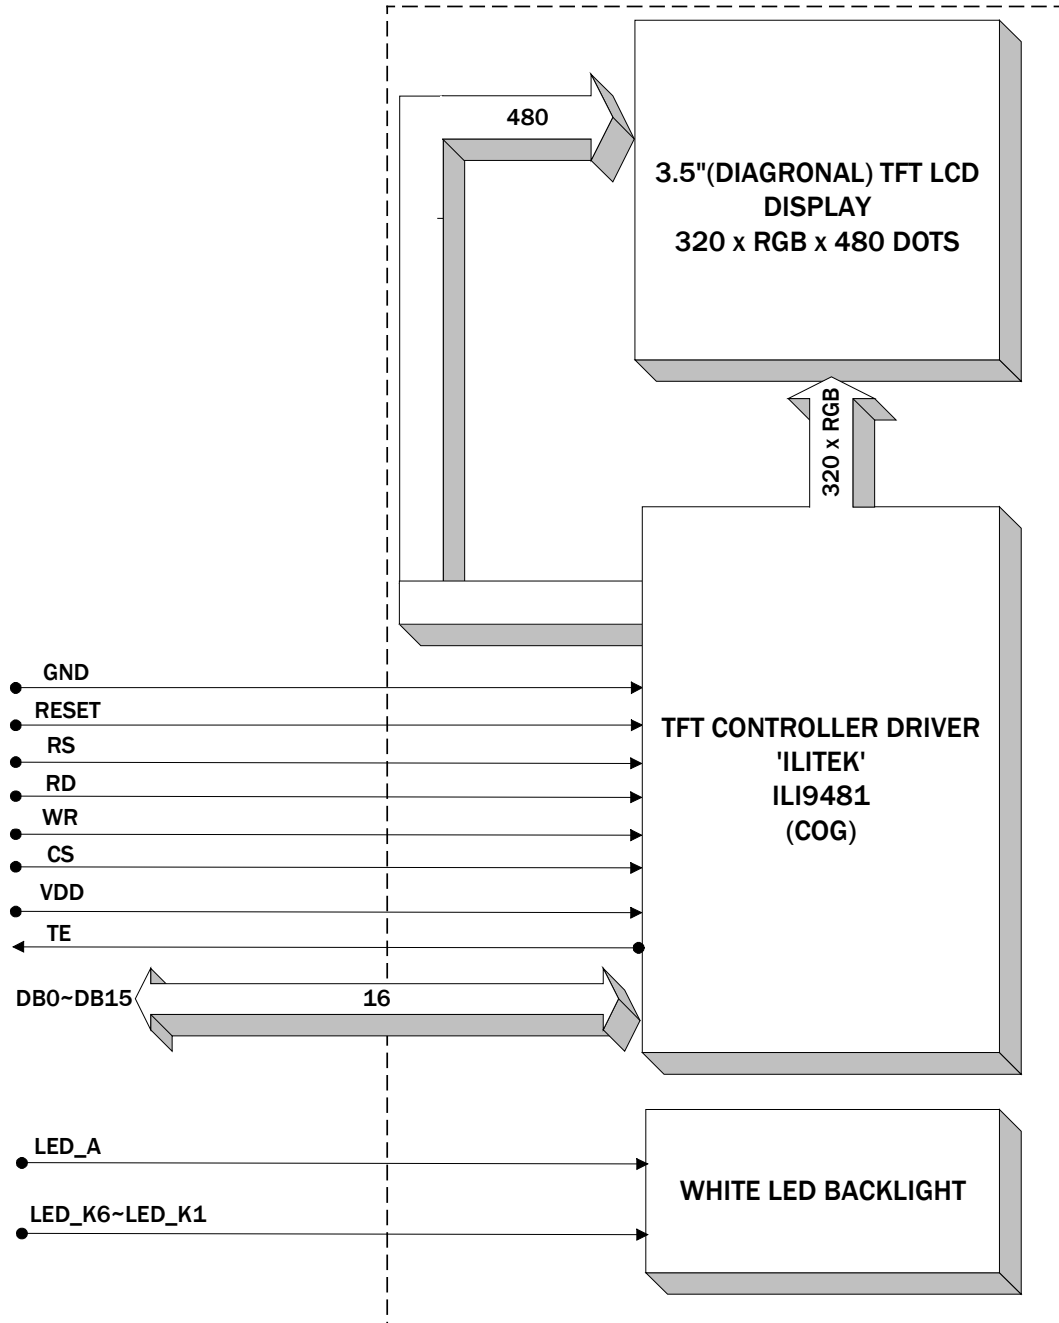 480
3.5"(DIAGRONAL) TFT LCD
DISPLAY
320 x RGB x 480 DOTS
320 x RGB
GND
RESET
RS
RD
WR
CS
VDD
TE
TFT CONTROLLER DRIVER
'ILITEK'
ILI9481
(COG)
DB0~DB15
16
LED_A
LED_K6~LED_K1
WHITE LED BACKLIGHT